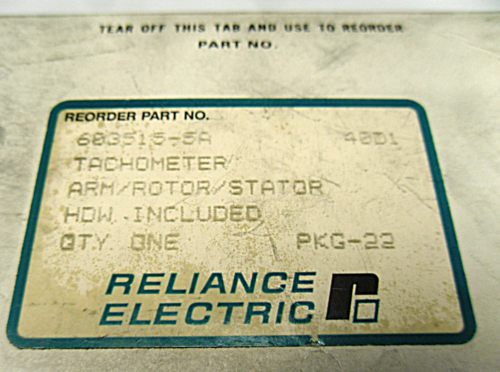 TEAR OFF THIS TAB AND USE TO REORDER
PART NO.
REORDER PART NO.
603515-5A 40D1
TACHOMETER
ARM/ROTOR/STATOR
HDW. INCLUDED
QTY ONE PKG-22
RELIANCE
ELECTRIC